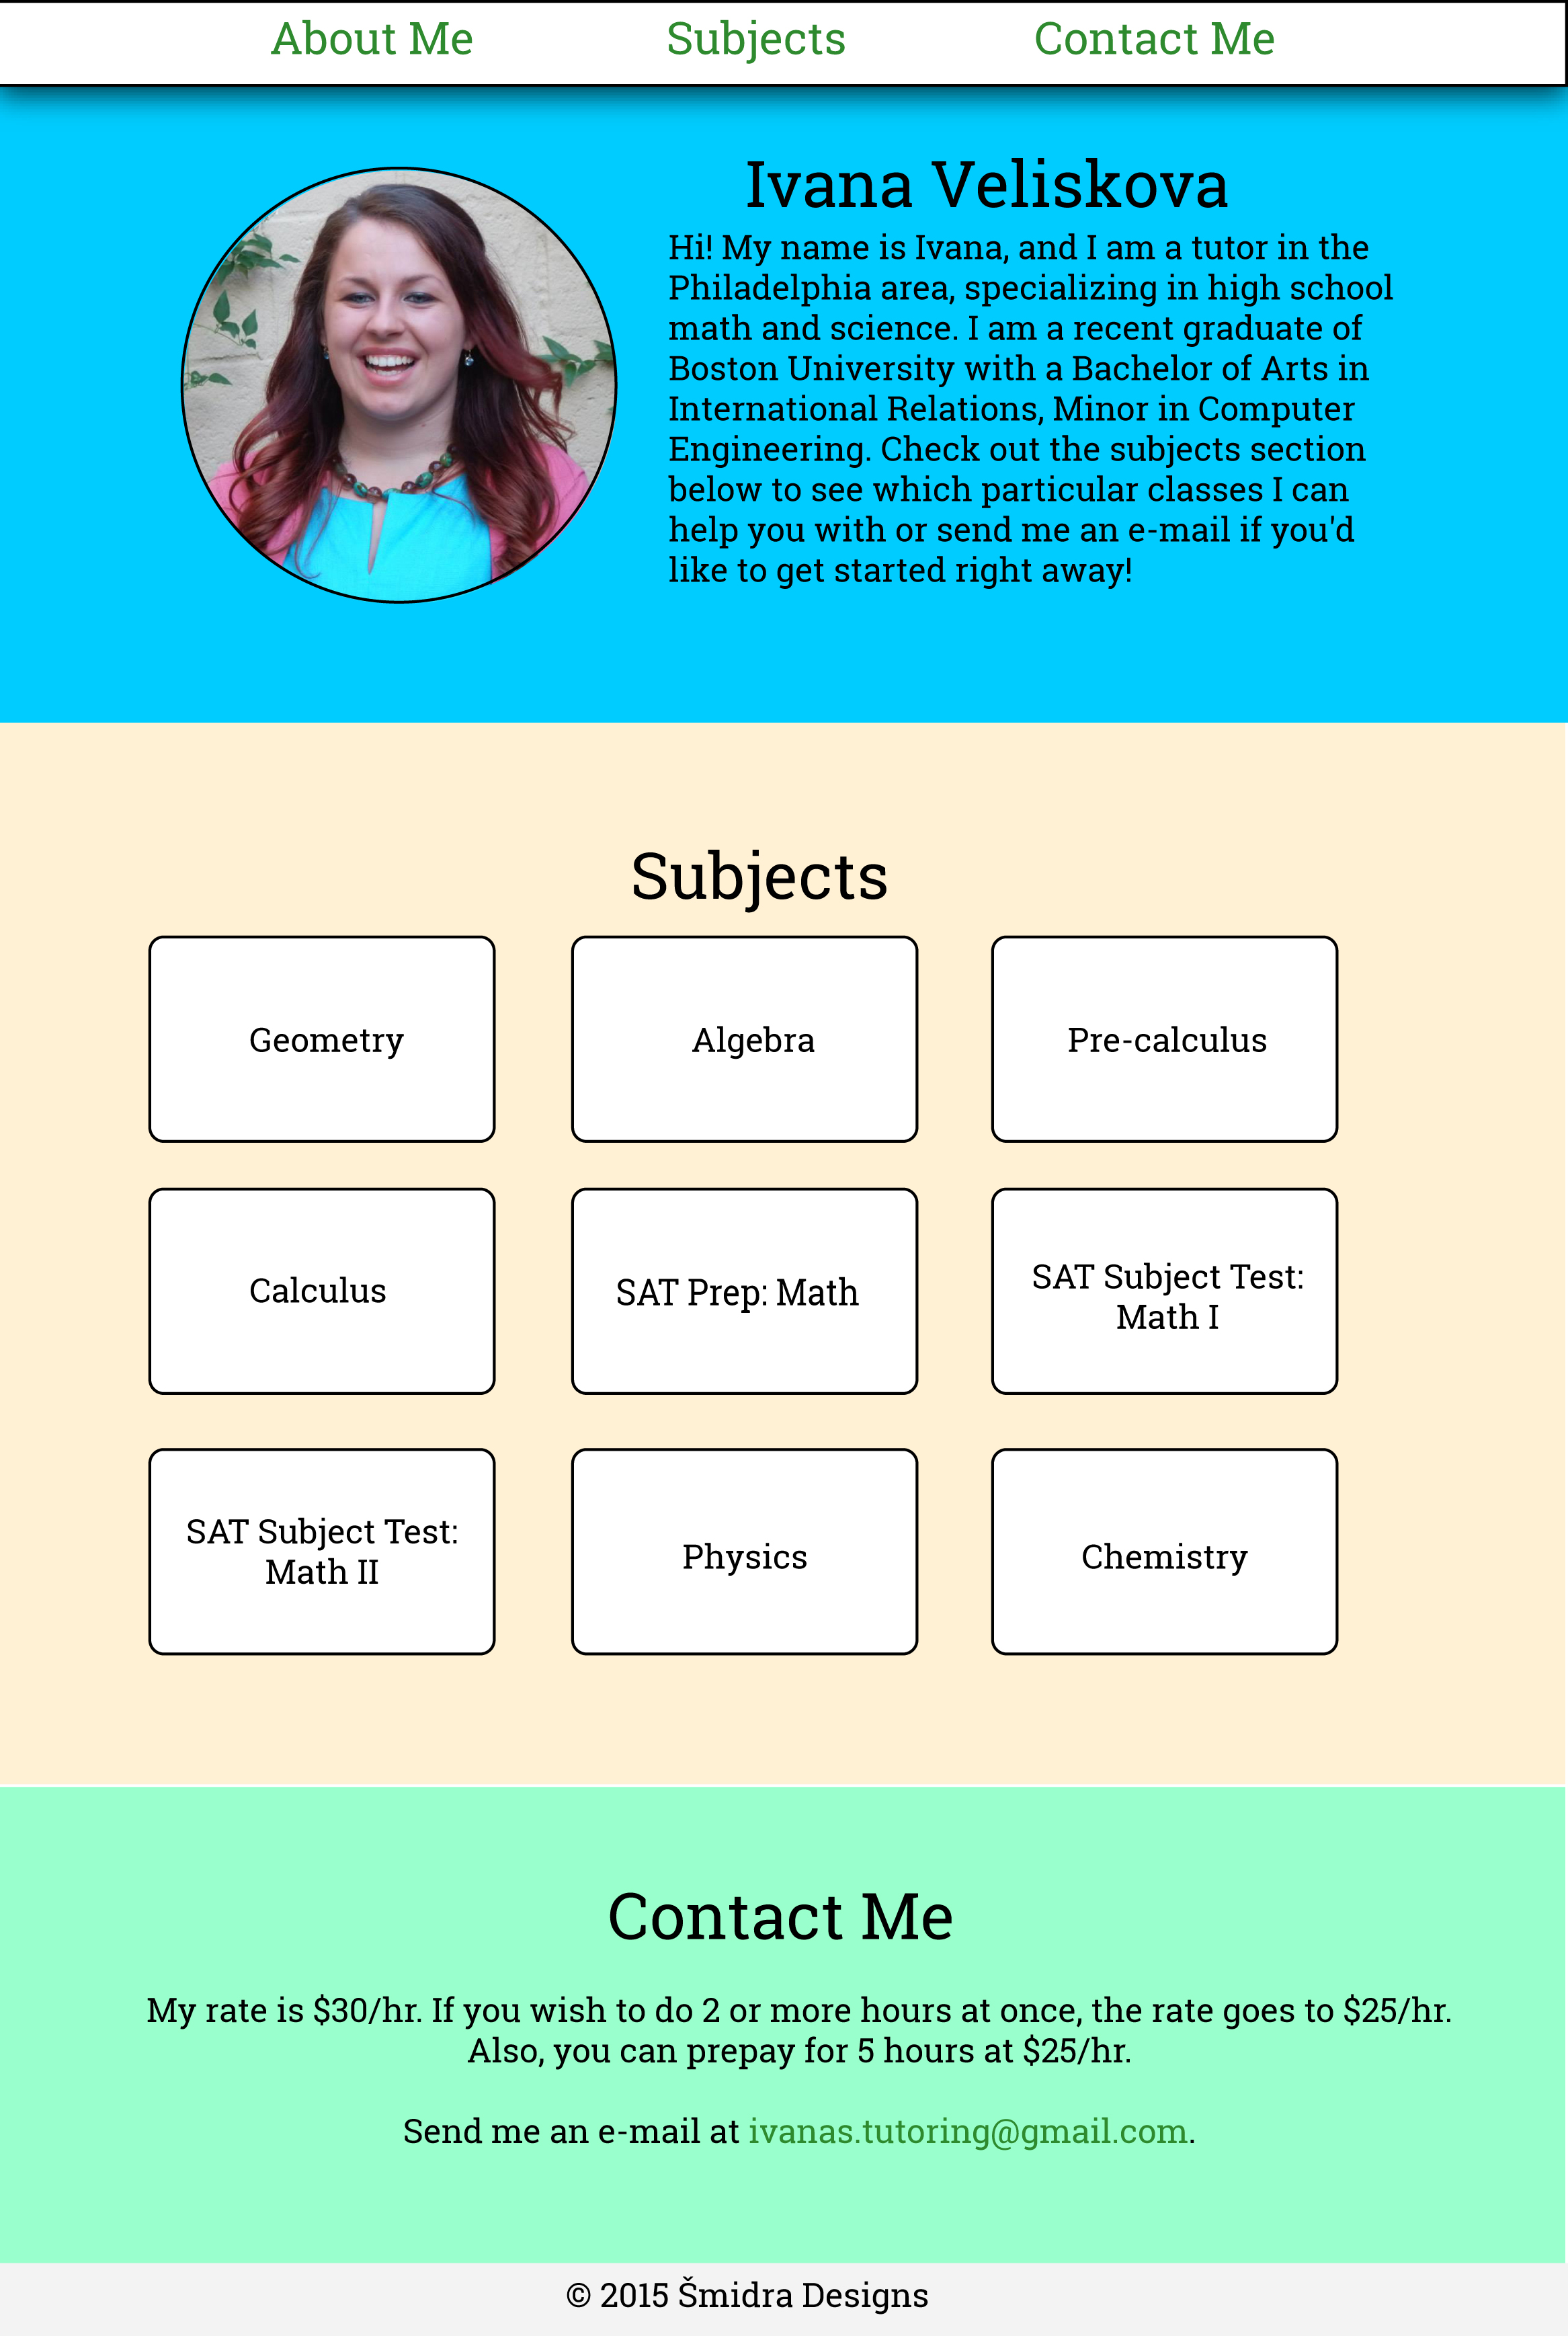 About Me Subjects Contact Me
Ivana Veliskova
Hi! My name is Ivana, and I am a tutor in the
Philadelphia area, specializing in high school
math and science. I am a recent graduate of
Boston University with a Bachelor of Arts in
International Relations, Minor in Computer
Engineering. Check out the subjects section
below to see which particular classes I can
help you with or send me an e-mail if you'd
like to get started right away!
Subjects
Geometry
Algebra
Pre-calculus
Calculus
SAT Prep: Math
SAT Subject Test:
Math I
SAT Subject Test:
Math II
Physics
Chemistry
Contact Me
My rate is $30/hr. If you wish to do 2 or more hours at once, the rate goes to $25/hr.
Also, you can prepay for 5 hours at $25/hr.
Send me an e-mail at ivanas.tutoring@gmail.com.
© 2015 Šmidra Designs